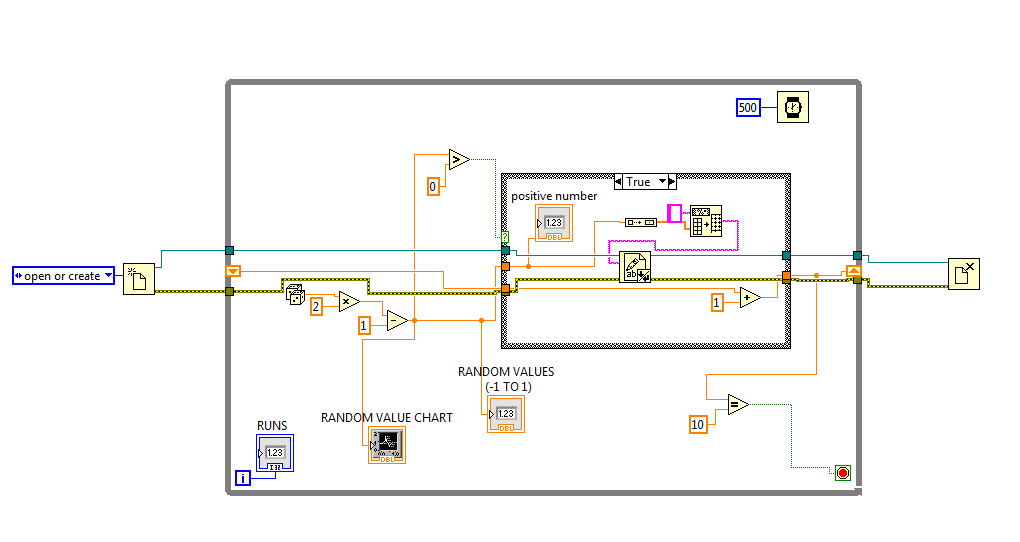 500
True
0
positive number
1.23
DBL
?
open or create
ab
2
x
1
-
>
1
+
RANDOM VALUES
(-1 TO 1)
1.23
DBL
=
10
RANDOM VALUE CHART
DBL
RUNS
1.23
I32
i